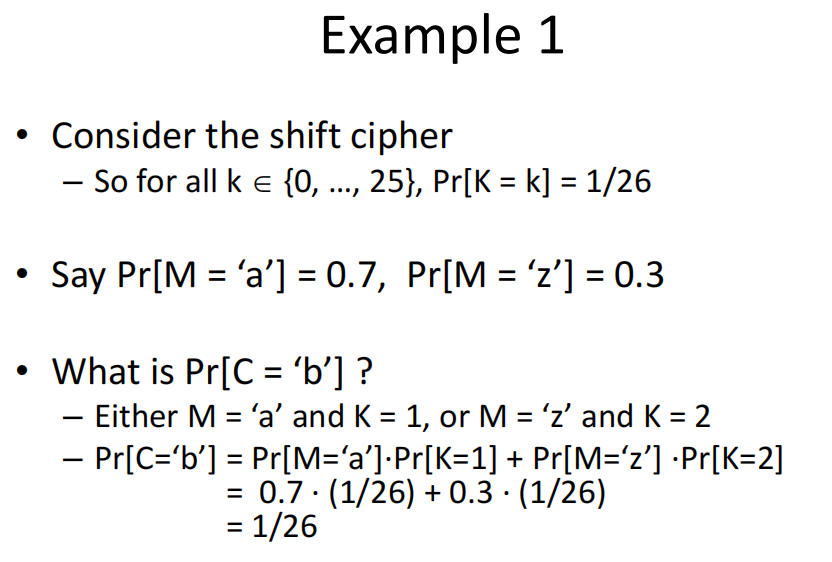 Example 1
• Consider the shift cipher
– So for all k ∈ {0, …, 25}, Pr[K = k] = 1/26
• Say Pr[M = ‘a’] = 0.7, Pr[M = ‘z’] = 0.3
• What is Pr[C = ‘b’] ?
– Either M = ‘a’ and K = 1, or M = ‘z’ and K = 2
– Pr[C=‘b’] = Pr[M=‘a’]·Pr[K=1] + Pr[M=‘z’] ·Pr[K=2]
= 0.7 · (1/26) + 0.3 · (1/26)
= 1/26